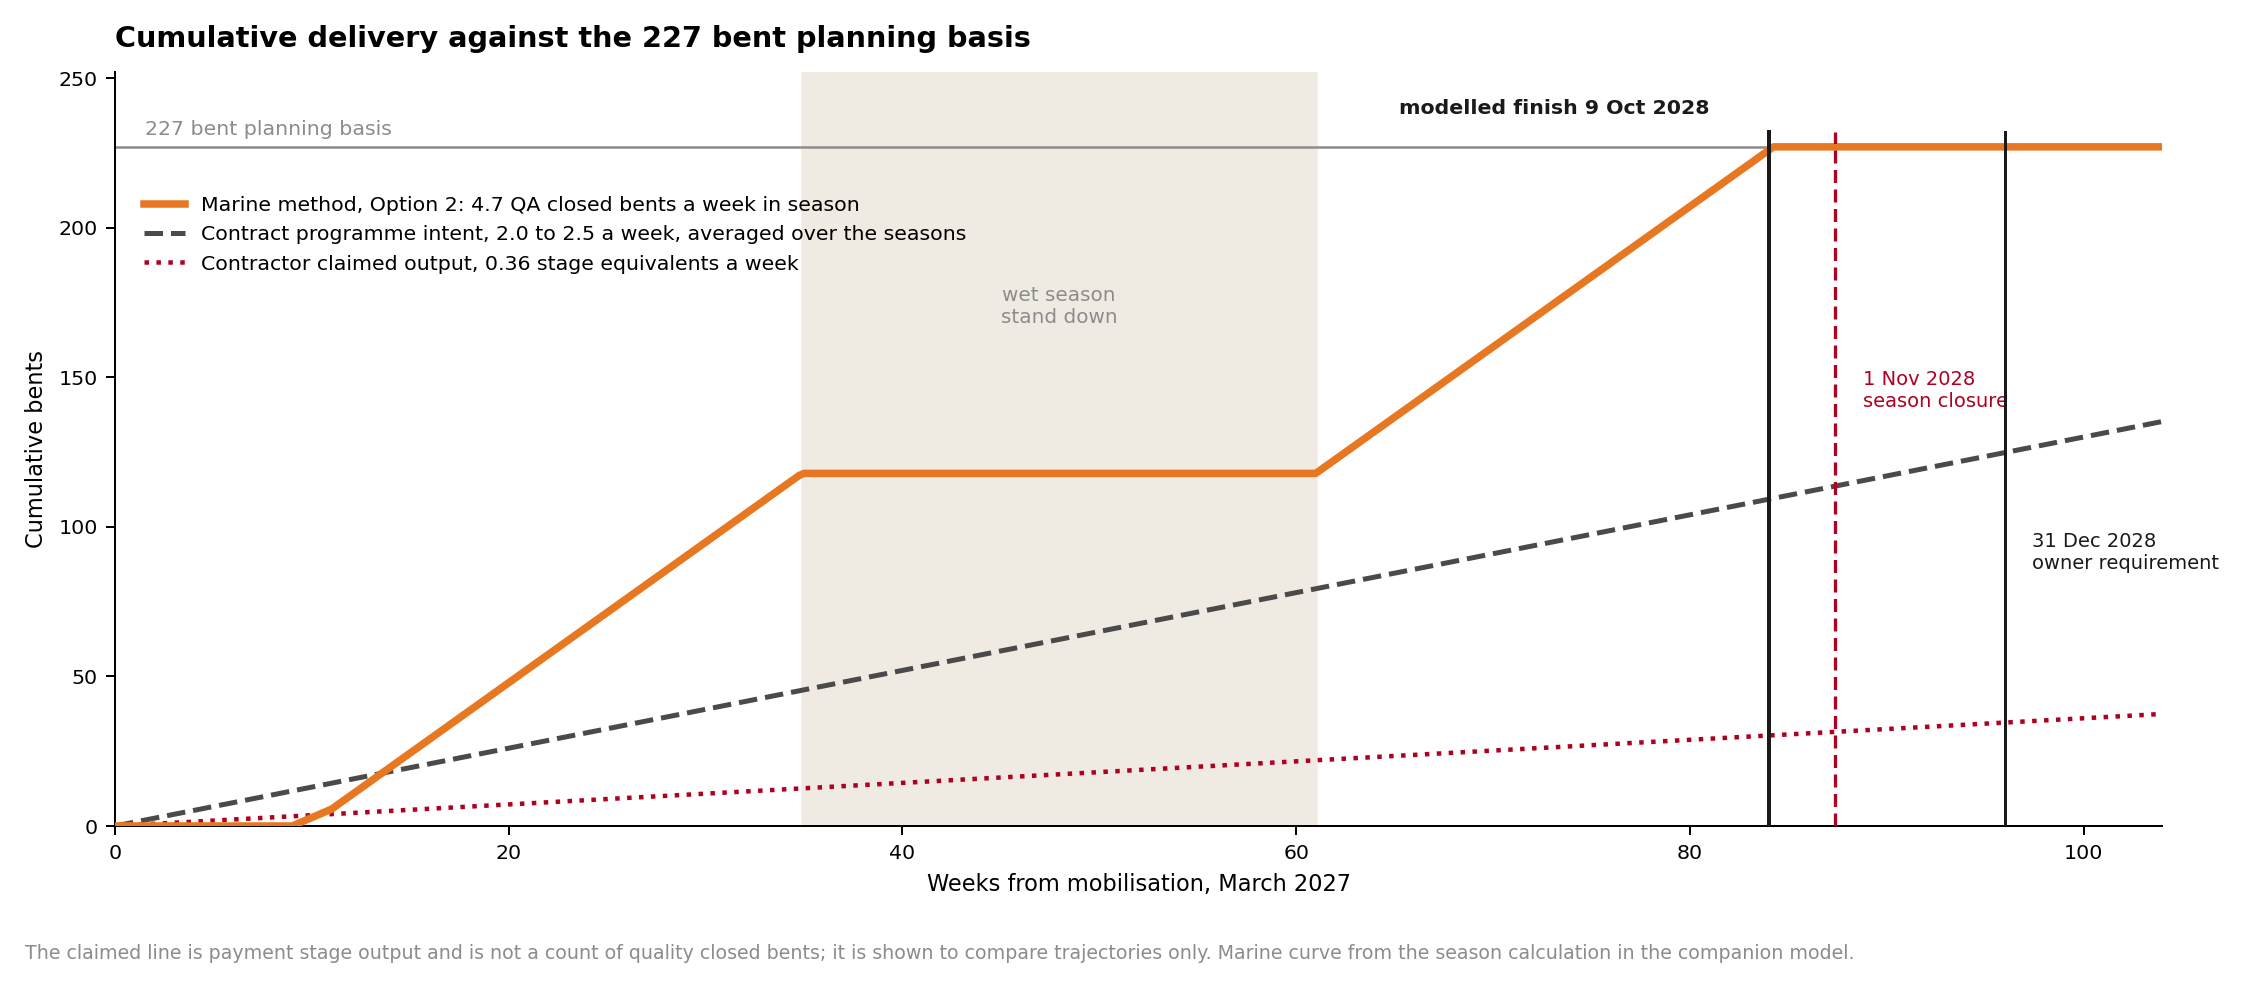 Cumulative delivery against the 227 bent planning basis
250
modelled finish 9 Oct 2028
227 bent planning basis
Marine method, Option 2: 4.7 QA closed bents a week in season
200
Contract programme intent, 2.0 to 2.5 a week, averaged over the seasons
Contractor claimed output, 0.36 stage equivalents a week
wet season
stand down
150
1 Nov 2028
season closure
Cumulative bents
100
31 Dec 2028
owner requirement
50
0
0 20 40 60 80 100
Weeks from mobilisation, March 2027
The claimed line is payment stage output and is not a count of quality closed bents; it is shown to compare trajectories only. Marine curve from the season calculation in the companion model.